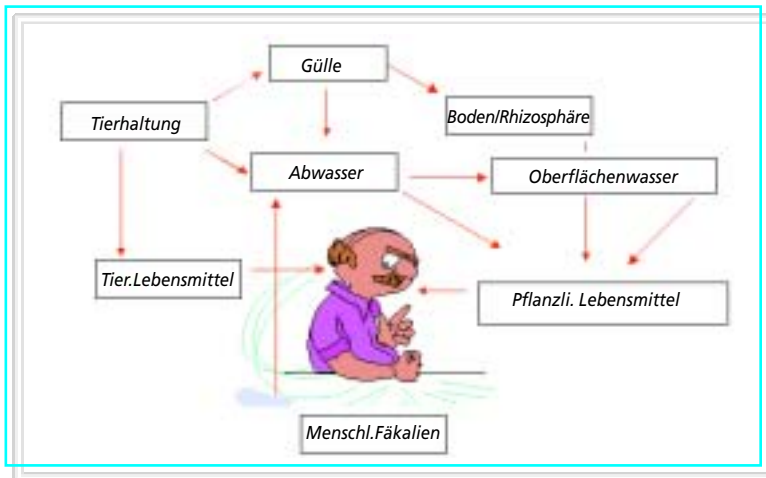 Gülle
Tierhaltung
Boden/Rhizosphäre
Abwasser
Oberflächenwasser
Tier.Lebensmittel
Pflanzli. Lebensmittel
Menschl.Fäkalien